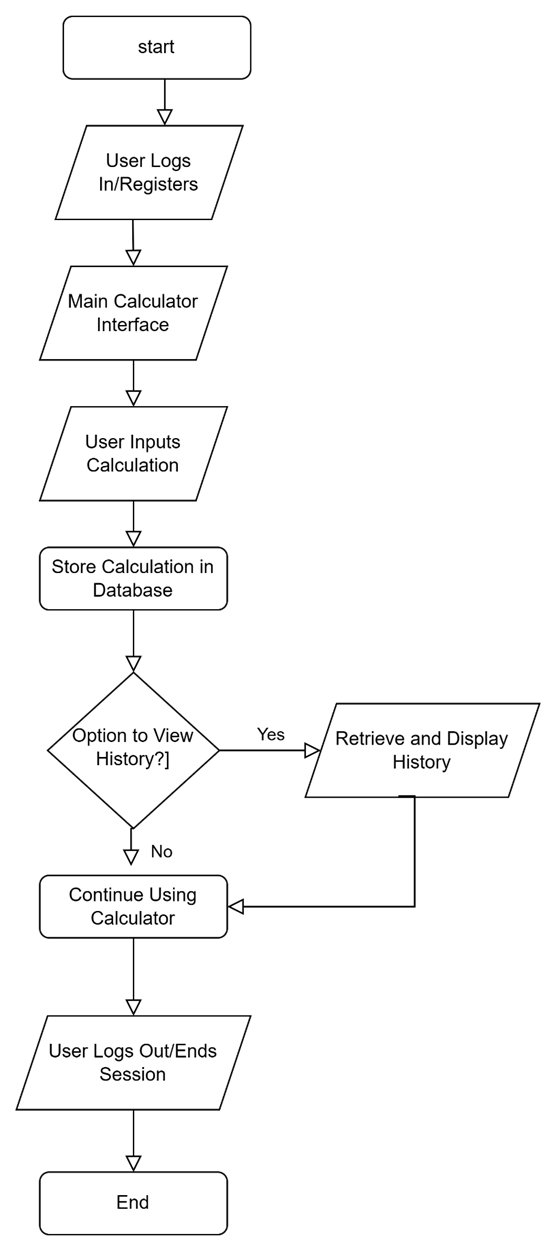 start
User Logs
In/Registers
Main Calculator
Interface
User Inputs
Calculation
Store Calculation in
Database
Option to View
History?]
Yes
Retrieve and Display
History
No
Continue Using
Calculator
User Logs Out/Ends
Session
End